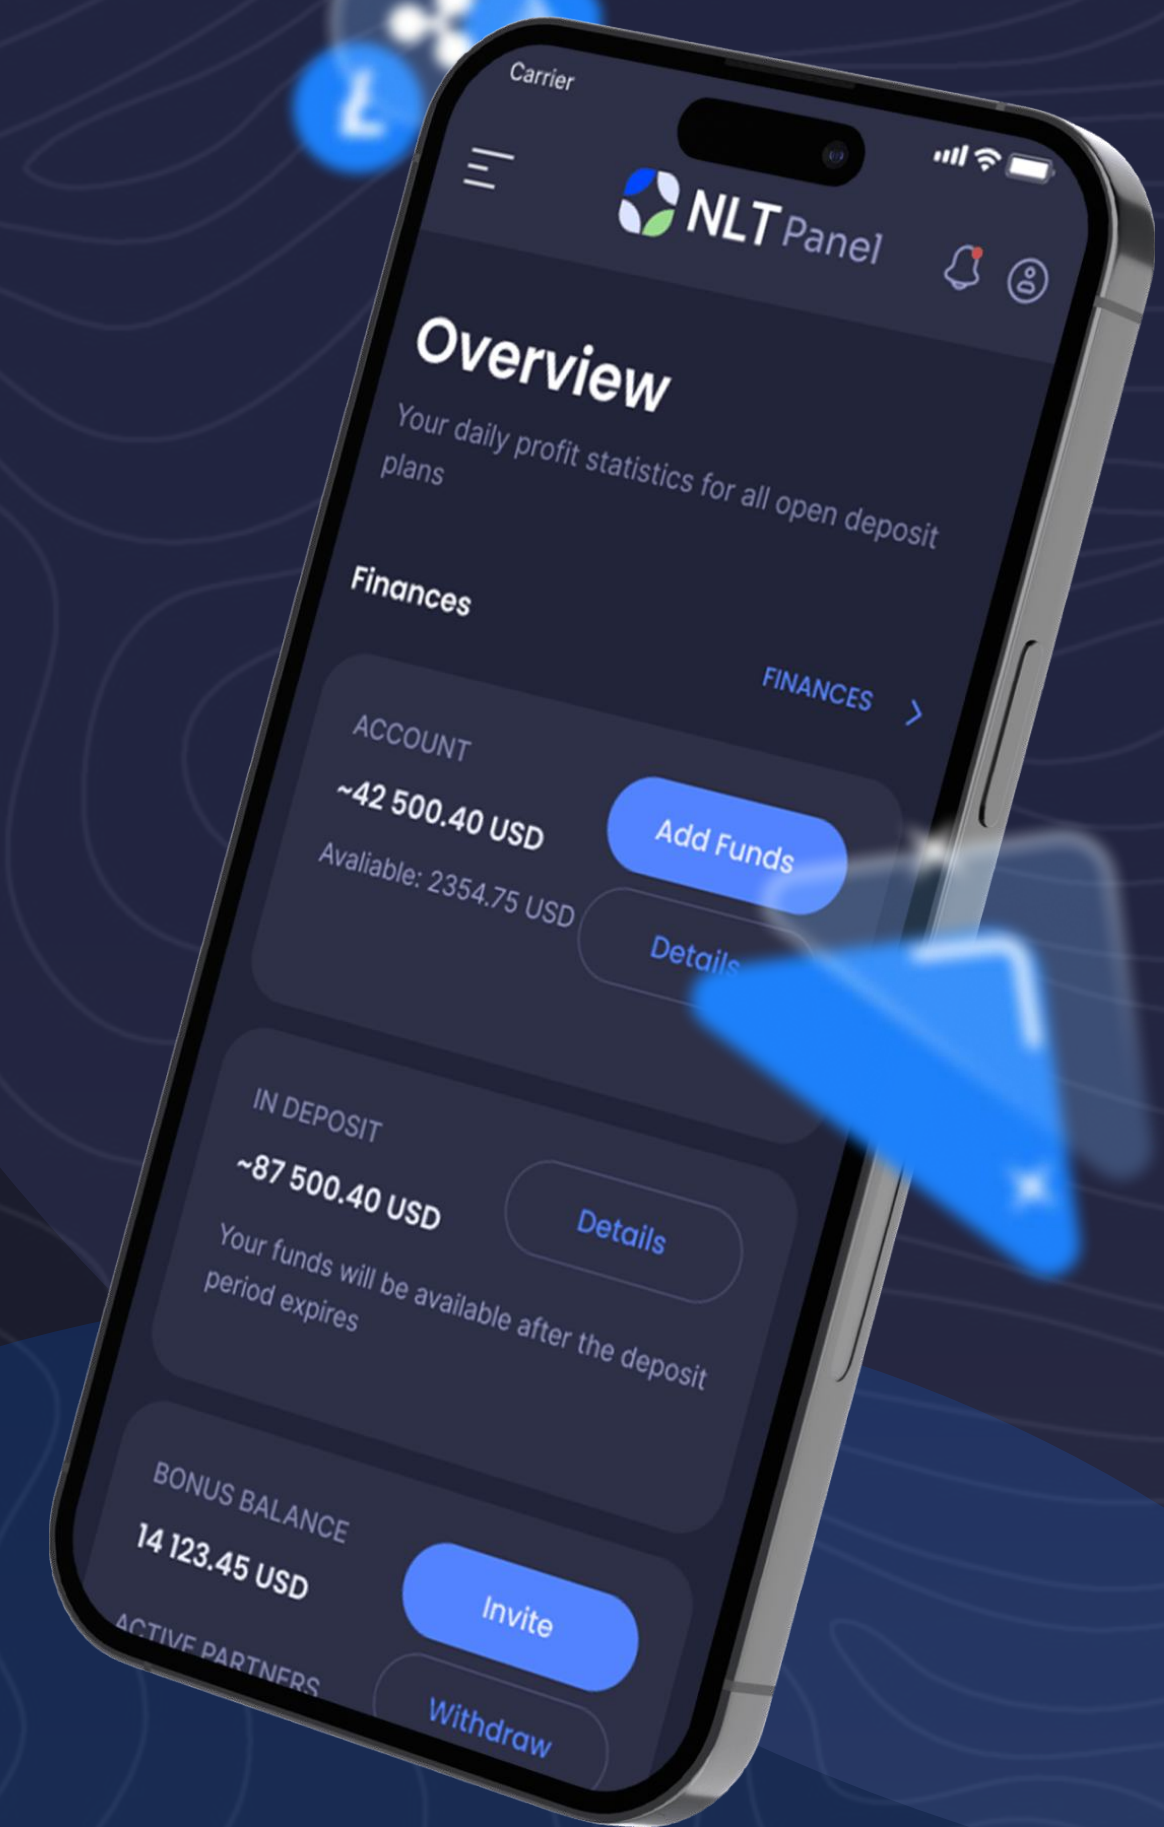 Carrier
NLT Panel
Overview
Your daily profit statistics for all open deposit
plans
Finances
FINANCES
ACCOUNT
~42 500.40 USD
Add Funds
Avaliable: 2354.75 USD
Details
IN DEPOSIT
~87 500.40 USD
Details
Your funds will be available after the deposit
period expires
BONUS BALANCE
14 123.45 USD
Invite
ACTIVE PARTNERS
Withdraw